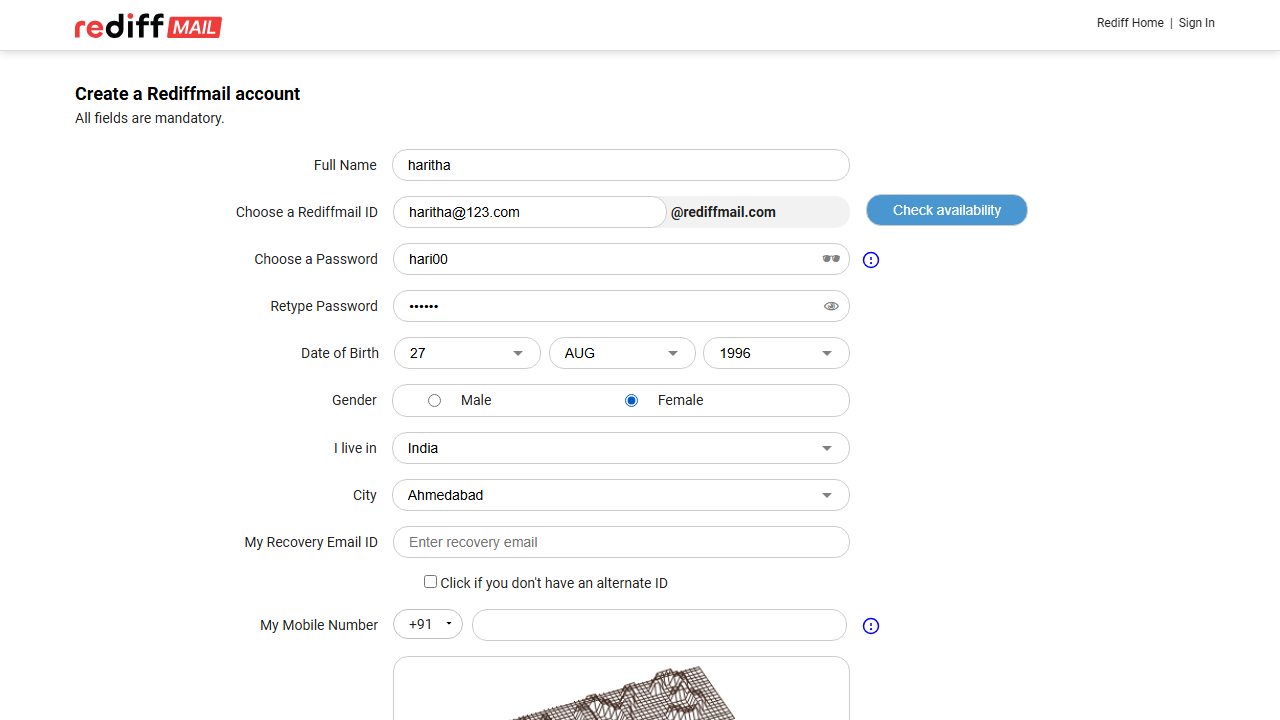 rediff MAIL
Rediff Home | Sign In
Create a Rediffmail account
All fields are mandatory.
Full Name haritha
Choose a Rediffmail ID haritha@123.com @rediffmail.com Check availability
Choose a Password hari00
Retype Password ••••••
Date of Birth 27 AUG 1996
Gender Male Female
I live in India
City Ahmedabad
My Recovery Email ID Enter recovery email
Click if you don't have an alternate ID
My Mobile Number +91